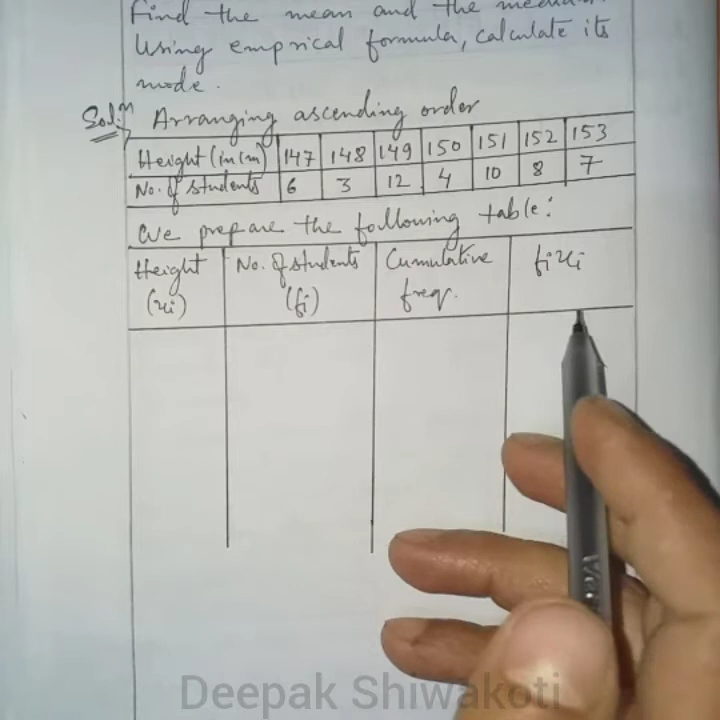 Find the mean and the median
Using emprical formula, calculate its
mode.
Sol:n Arranging ascending order
Height (in cm) 147 148 149 150 151 152 153
No. of students 6 3 12 4 10 8 7
We prepare the following table:
Height (xi) No. of students (fi) Cumulative freq. fixi
Deepak Shiwakoti